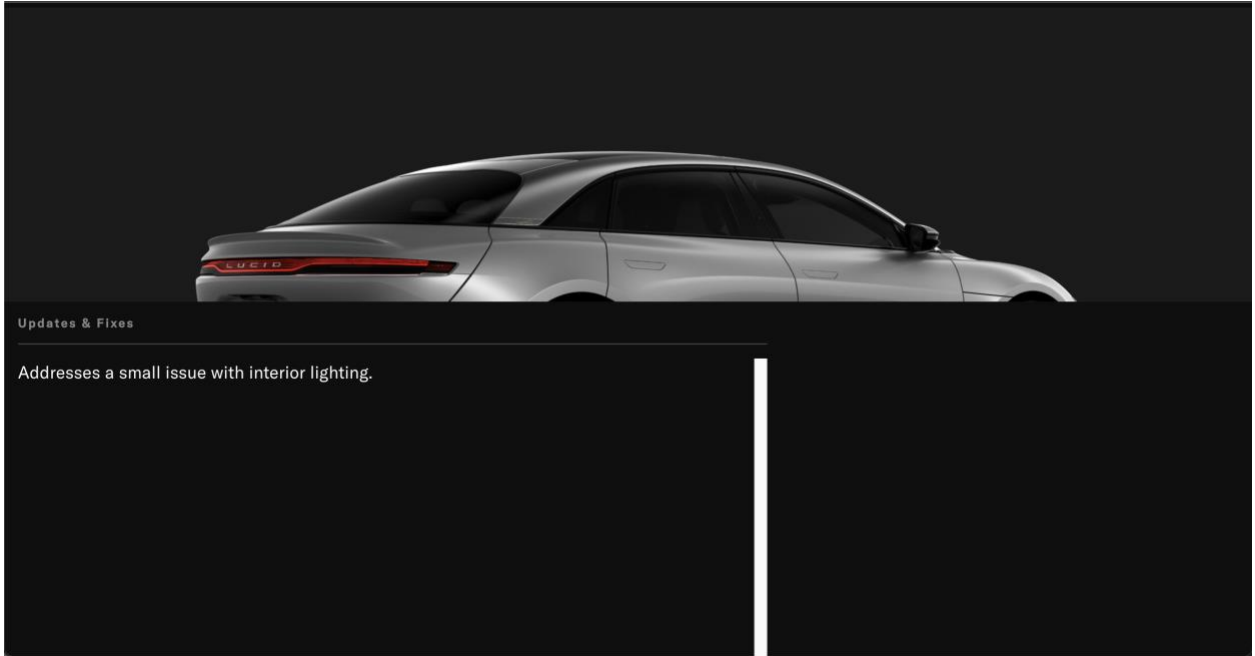 LUCID
Updates & Fixes
Addresses a small issue with interior lighting.